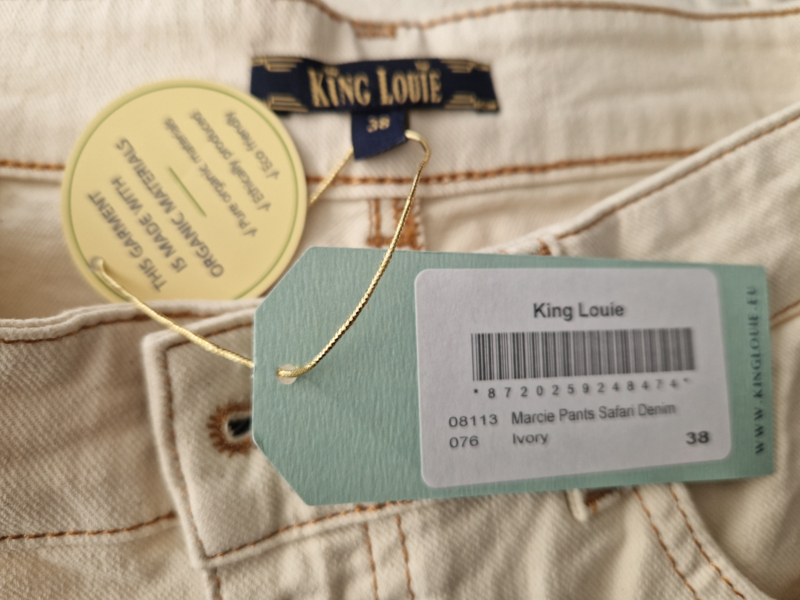 KING LOUIE
38
THIS GARMENT
IS MADE WITH
ORGANIC MATERIALS
√ Pure organic materials
√ Ethically produced
√ Eco friendly
King Louie
*8720259248474*
08113 Marcie Pants Safari Denim
076 Ivory 38
WWW.KINGLOUIE.EU